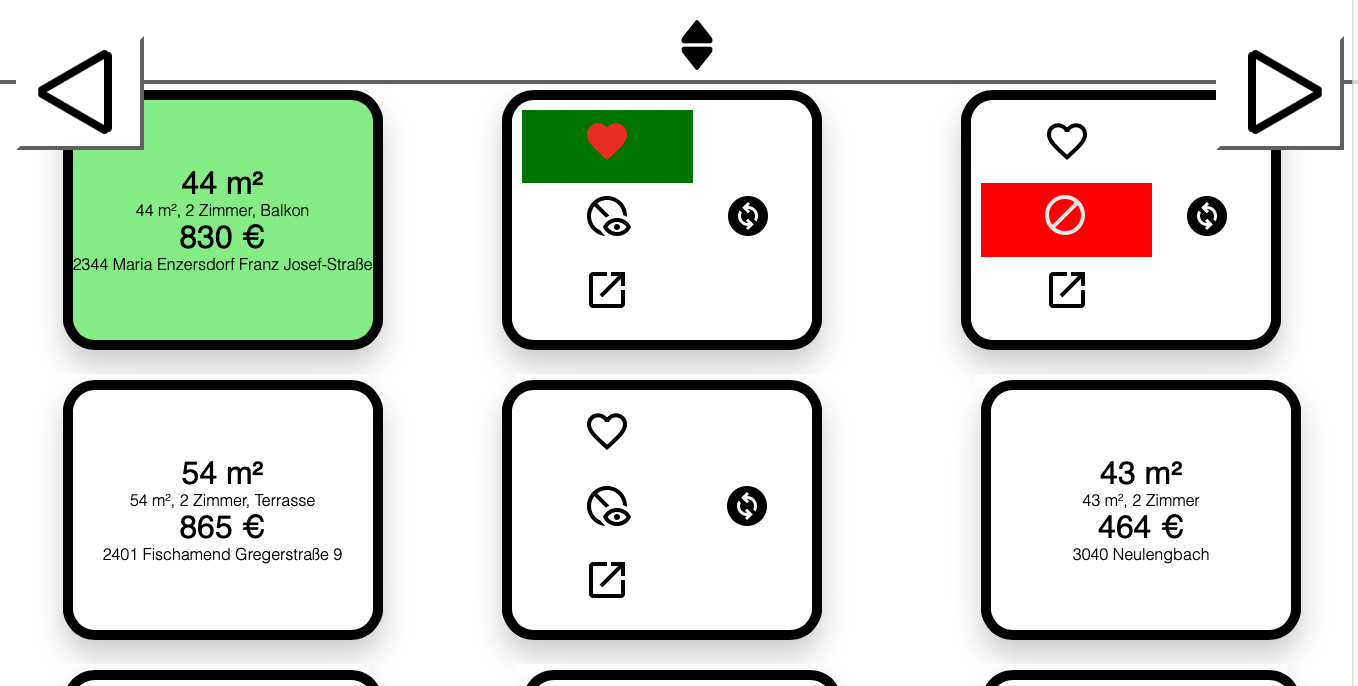 44 m²
44 m², 2 Zimmer, Balkon
830 €
2344 Maria Enzersdorf Franz Josef-Straße
54 m²
54 m², 2 Zimmer, Terrasse
865 €
2401 Fischamend Gregerstraße 9
43 m²
43 m², 2 Zimmer
464 €
3040 Neulengbach